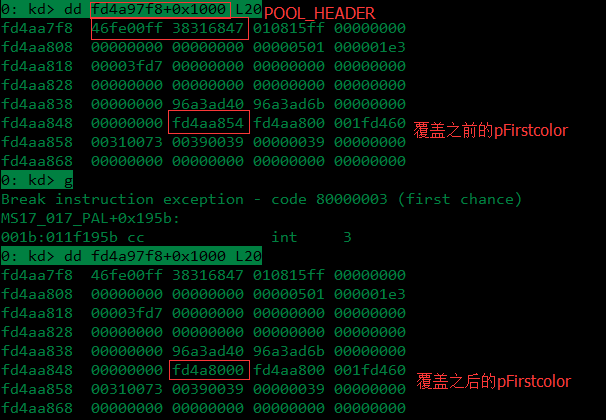 0: kd> dd fd4a97f8+0x1000 L20 POOL_HEADER
fd4aa7f8  46fe00ff 38316847 010815ff 00000000
fd4aa808  00000000 00000000 00000501 000001e3
fd4aa818  00003fd7 00000000 00000000 00000000
fd4aa828  00000000 00000000 00000000 00000000
fd4aa838  00000000 96a3ad40 96a3ad6b 00000000
fd4aa848  00000000 fd4aa854 fd4aa800 001fd460 覆盖之前的pFirstcolor
fd4aa858  00310073 00390039 00000039 00000000
fd4aa868  00000000 00000000 00000000 00000000
0: kd> g
Break instruction exception - code 80000003 (first chance)
MS17_017_PAL+0x195b:
001b:011f195b cc              int     3
0: kd> dd fd4a97f8+0x1000 L20
fd4aa7f8  46fe00ff 38316847 010815ff 00000000
fd4aa808  00000000 00000000 00000501 000001e3
fd4aa818  00003fd7 00000000 00000000 00000000
fd4aa828  00000000 00000000 00000000 00000000
fd4aa838  00000000 96a3ad40 96a3ad6b 00000000
fd4aa848  00000000 fd4a8000 fd4aa800 001fd460 覆盖之后的pFirstcolor
fd4aa858  00310073 00390039 00000039 00000000
fd4aa868  00000000 00000000 00000000 00000000